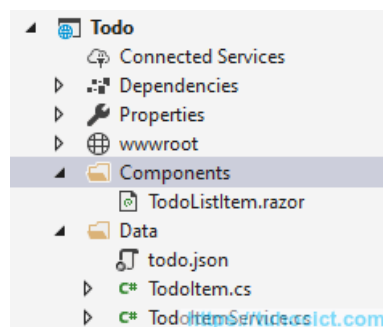 Todo
Connected Services
Dependencies
Properties
wwwroot
Components
TodoListItem.razor
Data
todo.json
C# TodoItem.cs
C# TodoItemService.cs